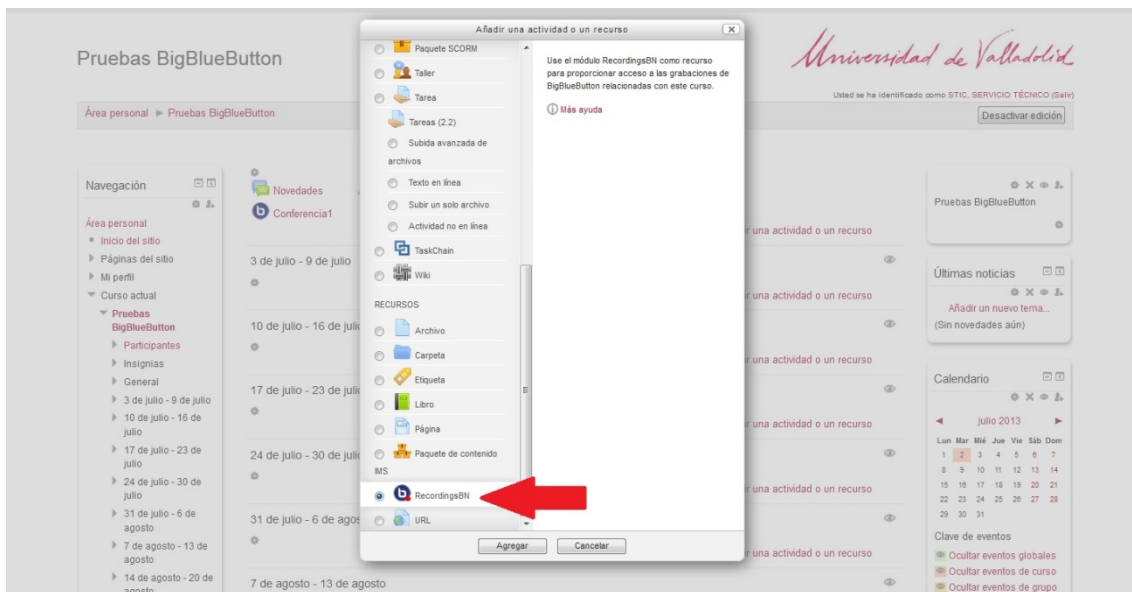 Pruebas BigBlueButton
Universidad de Valladolid
Usted se ha identificado como STIC, SERVICIO TÉCNICO (Salir)
Área personal ► Pruebas BigBlueButton
Desactivar edición
Navegación
Área personal
Inicio del sitio
Páginas del sitio
Mi perfil
Curso actual
Pruebas
BigBlueButton
Participantes
Insignias
General
3 de julio - 9 de julio
10 de julio - 16 de
julio
17 de julio - 23 de
julio
24 de julio - 30 de
julio
31 de julio - 6 de
agosto
7 de agosto - 13 de
agosto
14 de agosto - 20 de
agosto
Novedades
Conferencia1
3 de julio - 9 de julio
10 de julio - 16 de julio
17 de julio - 23 de julio
24 de julio - 30 de julio
31 de julio - 6 de agos
7 de agosto - 13 de agosto
Añadir una actividad o un recurso
Paquete SCORM
Taller
Tarea
Tareas (2.2)
Subida avanzada de
archivos
Texto en línea
Subir un solo archivo
Actividad no en línea
TaskChain
Wiki
RECURSOS
Archivo
Carpeta
Etiqueta
Libro
Página
Paquete de contenido
IMS
RecordingsBN
URL
Use el módulo RecordingsBN como recurso
para proporcionar acceso a las grabaciones de
BigBlueButton relacionadas con este curso.
Más ayuda
Agregar
Cancelar
ir una actividad o un recurso
ir una actividad o un recurso
ir una actividad o un recurso
ir una actividad o un recurso
ir una actividad o un recurso
ir una actividad o un recurso
Pruebas BigBlueButton
Últimas noticias
Añadir un nuevo tema...
(Sin novedades aún)
Calendario
◄ julio 2013 ►
Lun Mar Mié Jue Vie Sáb Dom
1 2 3 4 5 6 7
8 9 10 11 12 13 14
15 16 17 18 19 20 21
22 23 24 25 26 27 28
29 30 31
Clave de eventos
Ocultar eventos globales
Ocultar eventos de curso
Ocultar eventos de grupo